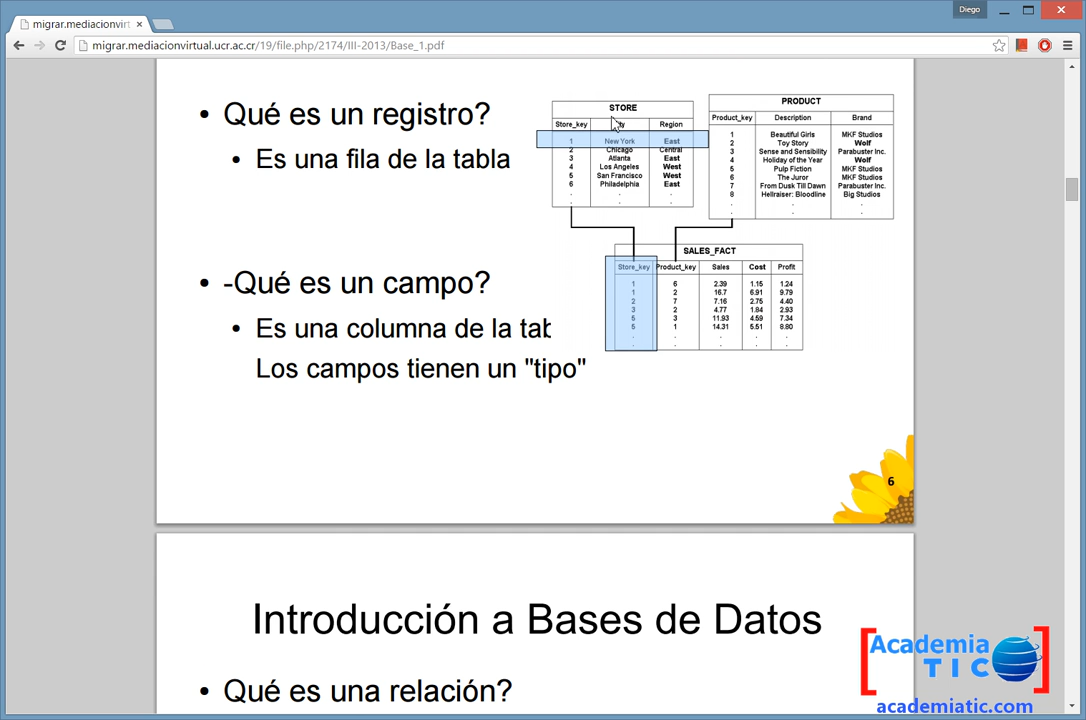 Diego
migrar.mediacionvirt
migrar.mediacionvirtual.ucr.ac.cr/19/file.php/2174/III-2013/Base_1.pdf
• Qué es un registro?
• Es una fila de la tabla
• -Qué es un campo?
• Es una columna de la tab
Los campos tienen un "tipo"
STORE
Store_key Region
1 New York East
2 Chicago Central
3 Atlanta East
4 Los Angeles West
5 San Francisco West
6 Philadelphia East
. . .
. . .
PRODUCT
Product_key Description Brand
1 Beautiful Girls MKF Studios
2 Toy Story Wolf
3 Sense and Sensibility Parabuster Inc.
4 Holiday of the Year Wolf
5 Pulp Fiction MKF Studios
6 The Juror MKF Studios
7 From Dusk Till Dawn Parabuster Inc.
8 Hellraiser: Bloodline Big Studios
. . .
. . .
SALES_FACT
Store_key Product_key Sales Cost Profit
1 6 2.39 1.15 1.24
1 2 16.7 6.91 9.79
2 7 7.16 2.75 4.40
3 2 4.77 1.84 2.93
5 3 11.93 4.59 7.34
5 1 14.31 5.51 8.80
. . . . .
. . . . .
6
Introducción a Bases de Datos
• Qué es una relación?
Academia
TIC
academiatic.com